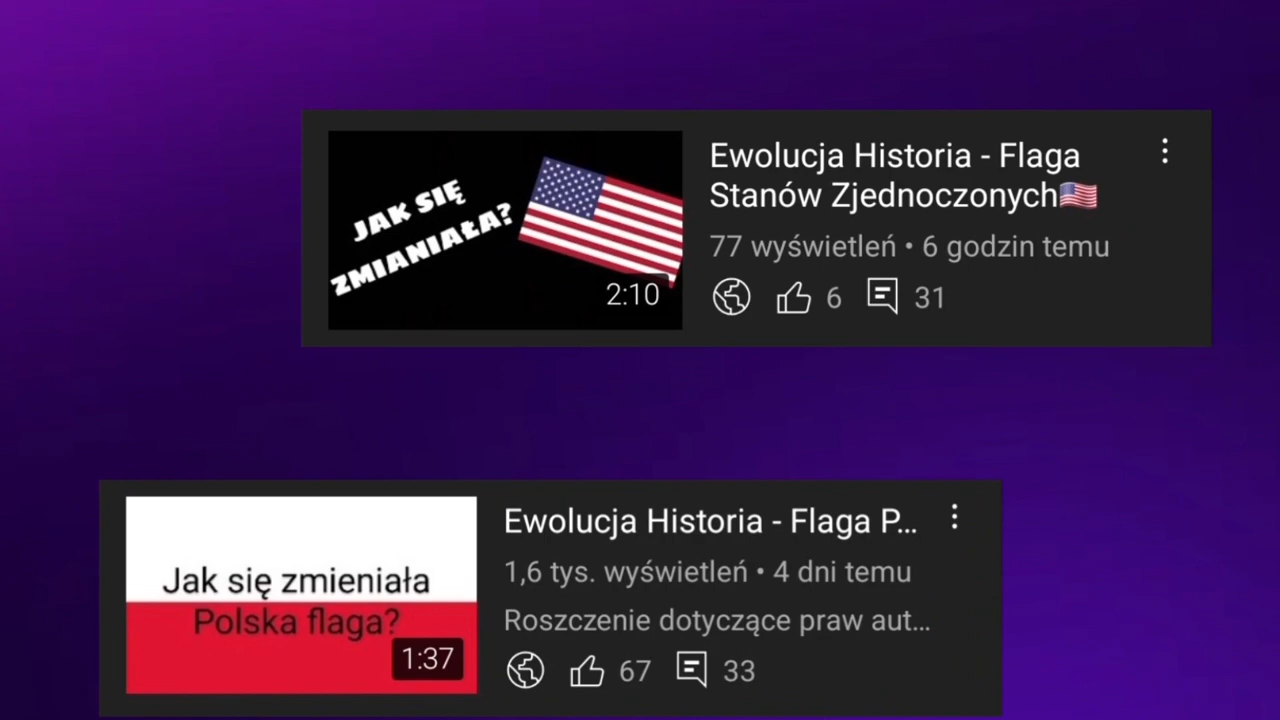 JAK SIĘ
ZMIANIAŁA?
2:10
Ewolucja Historia - Flaga
Stanów Zjednoczonych🇺🇸
77 wyświetleń • 6 godzin temu
6 31
Jak się zmieniała
Polska flaga?
1:37
Ewolucja Historia - Flaga P...
1,6 tys. wyświetleń • 4 dni temu
Roszczenie dotyczące praw aut...
67 33